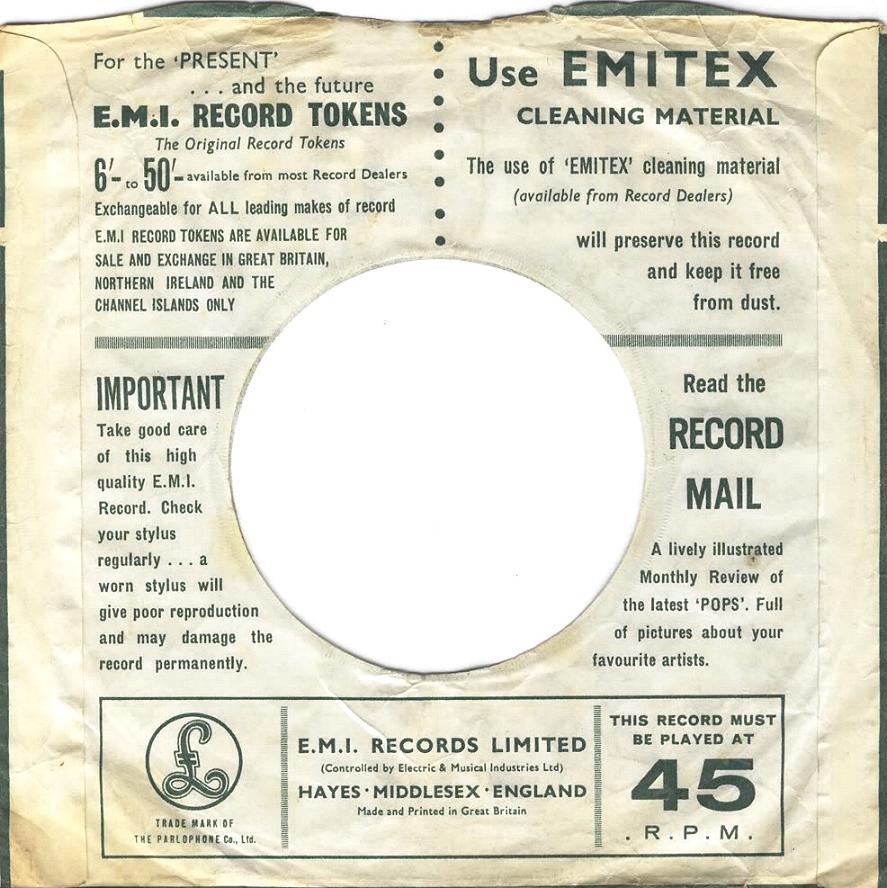 For the ‘PRESENT’
... and the future
E.M.I. RECORD TOKENS
The Original Record Tokens
6/- to 50/- available from most Record Dealers
Exchangeable for ALL leading makes of record
E.M.I RECORD TOKENS ARE AVAILABLE FOR
SALE AND EXCHANGE IN GREAT BRITAIN,
NORTHERN IRELAND AND THE
CHANNEL ISLANDS ONLY
Use EMITEX
CLEANING MATERIAL
The use of ‘EMITEX’ cleaning material
(available from Record Dealers)
will preserve this record
and keep it free
from dust.
IMPORTANT
Take good care
of this high
quality E.M.I.
Record. Check
your stylus
regularly ... a
worn stylus will
give poor reproduction
and may damage the
record permanently.
Read the
RECORD
MAIL
A lively illustrated
Monthly Review of
the latest ‘POPS’. Full
of pictures about your
favourite artists.
£
TRADE MARK OF
THE PARLOPHONE Co., Ltd.
E.M.I. RECORDS LIMITED
(Controlled by Electric & Musical Industries Ltd)
HAYES · MIDDLESEX · ENGLAND
Made and Printed in Great Britain
THIS RECORD MUST
BE PLAYED AT
45
. R.P.M.